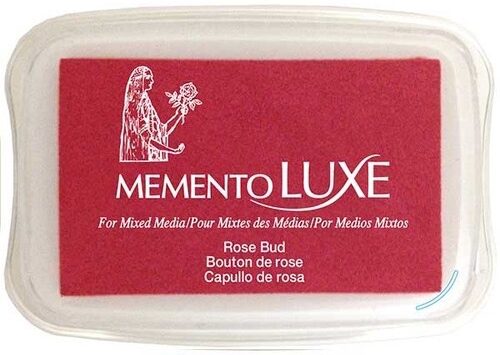 MEMENTO LUXE
For Mixed Media/Pour Mixtes des Médias/Por Medios Mixtos
Rose Bud
Bouton de rose
Capullo de rosa